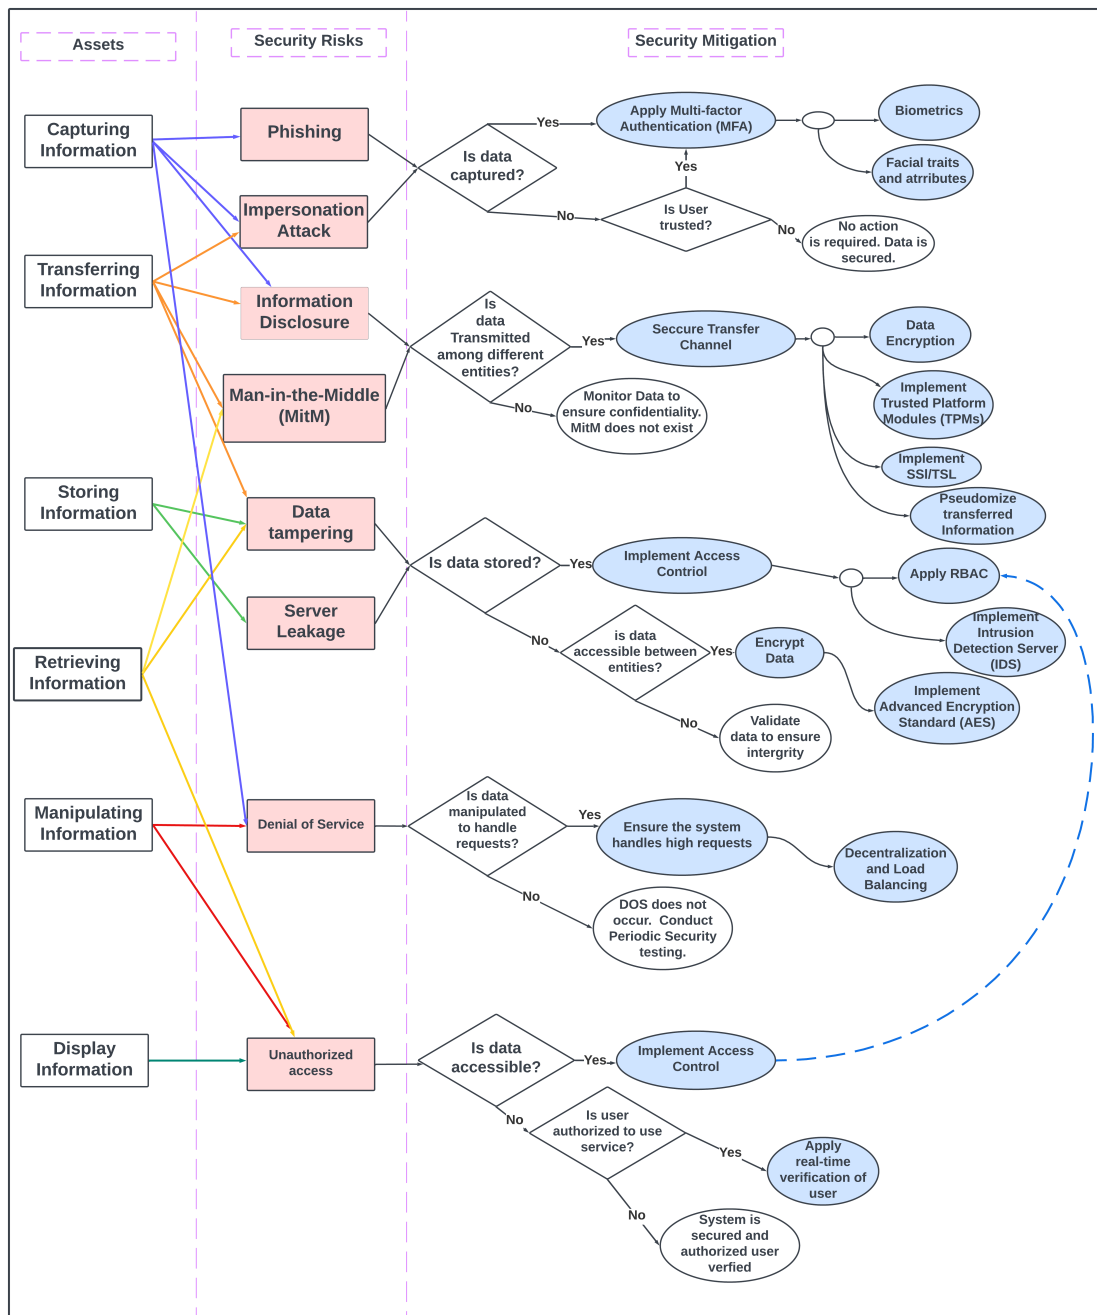 Assets
Security Risks
Security Mitigation
Capturing
Information
Phishing
Is data
captured?
Yes
Apply Multi-factor
Authentication (MFA)
Biometrics
Facial traits
and atrributes
Impersonation
Attack
No
Yes
Is User
trusted?
No
No action
is required. Data is
secured.
Transferring
Information
Information
Disclosure
Is
data
Transmitted
among different
entities?
Yes
Seccure Transfer
Channel
Data
Encryption
Man-in-the-Middle
(MitM)
No
Monitor Data to
ensure confidentiality.
MitM does not exist
Implement
Trusted Platform
Modules (TPMs)
Implement
SSI/TSL
Pseudomize
transferred
Information
Storing
Information
Data
tampering
Is data stored?
Yes
Implement Access
Contriol
Apply RBAC
Implement
Intrusion
Detection Server
(IDS)
Server
Leakage
No
is data
accessible between
entities?
Yes
Encrypt
Data
Implement
Advanced Encryption
Standard (AES)
No
Validate
data to ensure
intergrity
Retrieving
Information
Manipulating
Information
Denial of Service
Is data
manipulated
to handle
requests?
Yes
Ensure the system
handles high requests
Decentralization
and Load
Balancing
No
DOS does not
occur. Conduct
Periodic Security
testing.
Display
Information
Unauthorized
access
Is data
accessible?
Yes
Implement Access
Control
No
Is user
authorized to use
service?
Yes
Apply
real-time
verification of
user
No
System is
secured and
authorized user
verfied